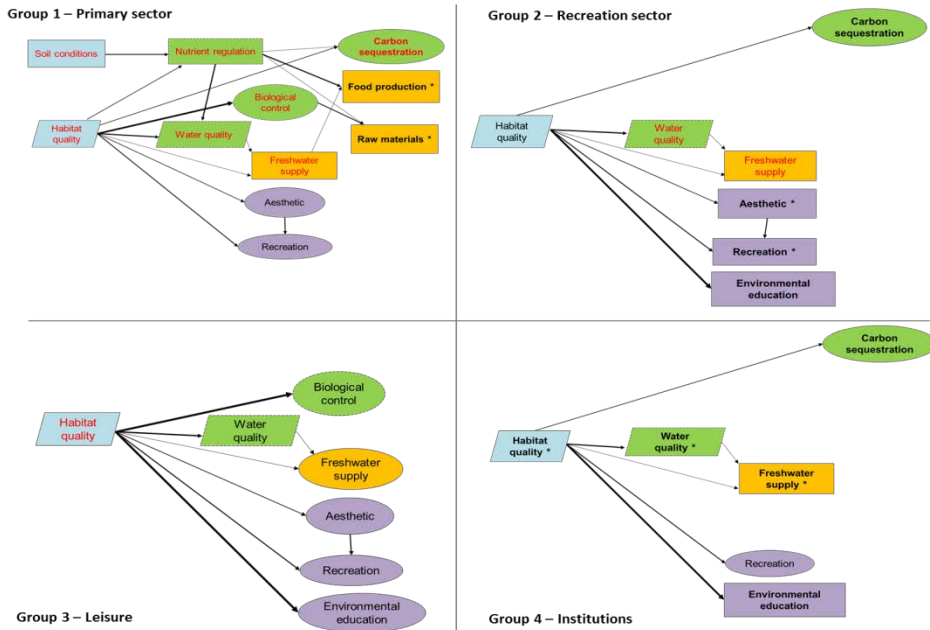 Group 1 – Primary sector
Soil conditions
Nutrient regulation
Carbon
sequestration
Food production *
Biological
control
Habitat
quality
Water quality
Raw materials *
Freshwater
supply
Aesthetic
Recreation
Group 2 – Recreation sector
Carbon
sequestration
Habitat
quality
Water
quality
Freshwater
supply
Aesthetic *
Recreation *
Environmental
education
Biological
control
Habitat
quality
Water
quality
Freshwater
supply
Aesthetic
Recreation
Environmental
education
Group 3 – Leisure
Carbon
sequestration
Habitat
quality *
Water
quality *
Freshwater
supply *
Recreation
Environmental
education
Group 4 – Institutions